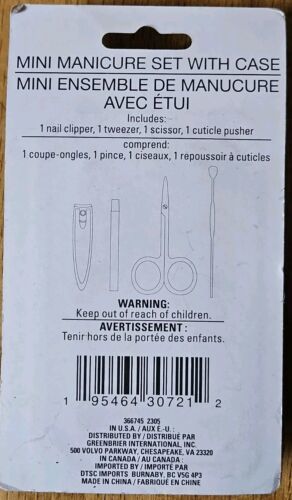 MINI MANICURE SET WITH CASE
MINI ENSEMBLE DE MANUCURE
AVEC ÉTUI
Includes:
1 nail clipper, 1 tweezer, 1 scissor, 1 cuticle pusher
comprend:
1 coupe-ongles, 1 pince, 1 ciseaux, 1 repoussoir à cuticles
WARNING:
Keep out of reach of children.
AVERTISSEMENT :
Tenir hors de la portée des enfants.
1 95464 30721 2
366745 2305
IN U.S.A. / AUX É.-U. :
DISTRIBUTED BY / DISTRIBUÉ PAR
GREENBRIER INTERNATIONAL, INC.
500 VOLVO PARKWAY, CHESAPEAKE, VA 23320
IN CANADA / AU CANADA :
IMPORTED BY / IMPORTÉ PAR
DTSC IMPORTS BURNABY, BC V5G 4P3
MADE IN CHINA / FABRIQUÉ EN CHINE